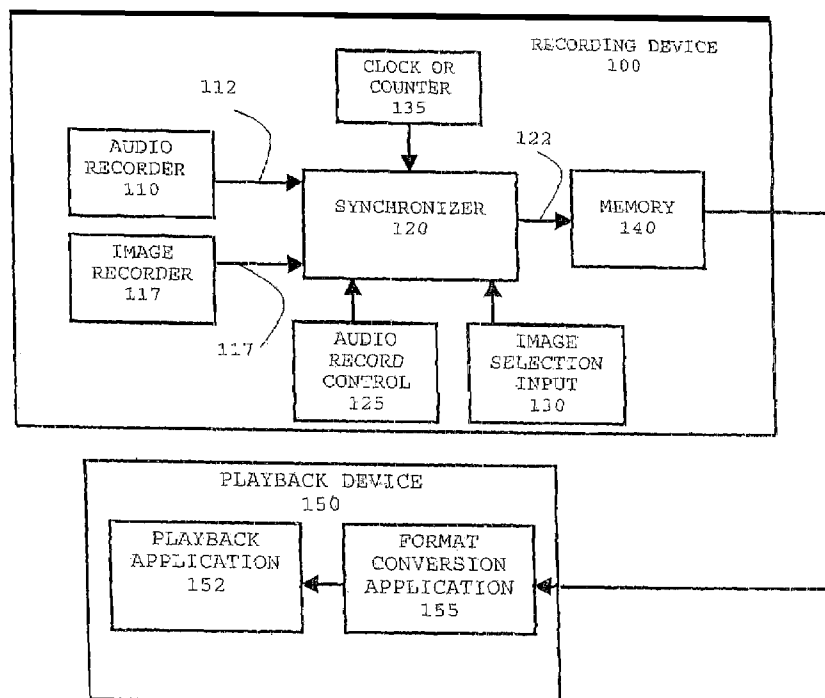 RECORDING DEVICE
100
CLOCK OR
COUNTER
135
112
122
AUDIO
RECORDER
110
SYNCHRONIZER
120
MEMORY
140
IMAGE
RECORDER
117
117
AUDIO
RECORD
CONTROL
125
IMAGE
SELECTION
INPUT
130
PLAYBACK DEVICE
150
PLAYBACK
APPLICATION
152
FORMAT
CONVERSION
APPLICATION
155